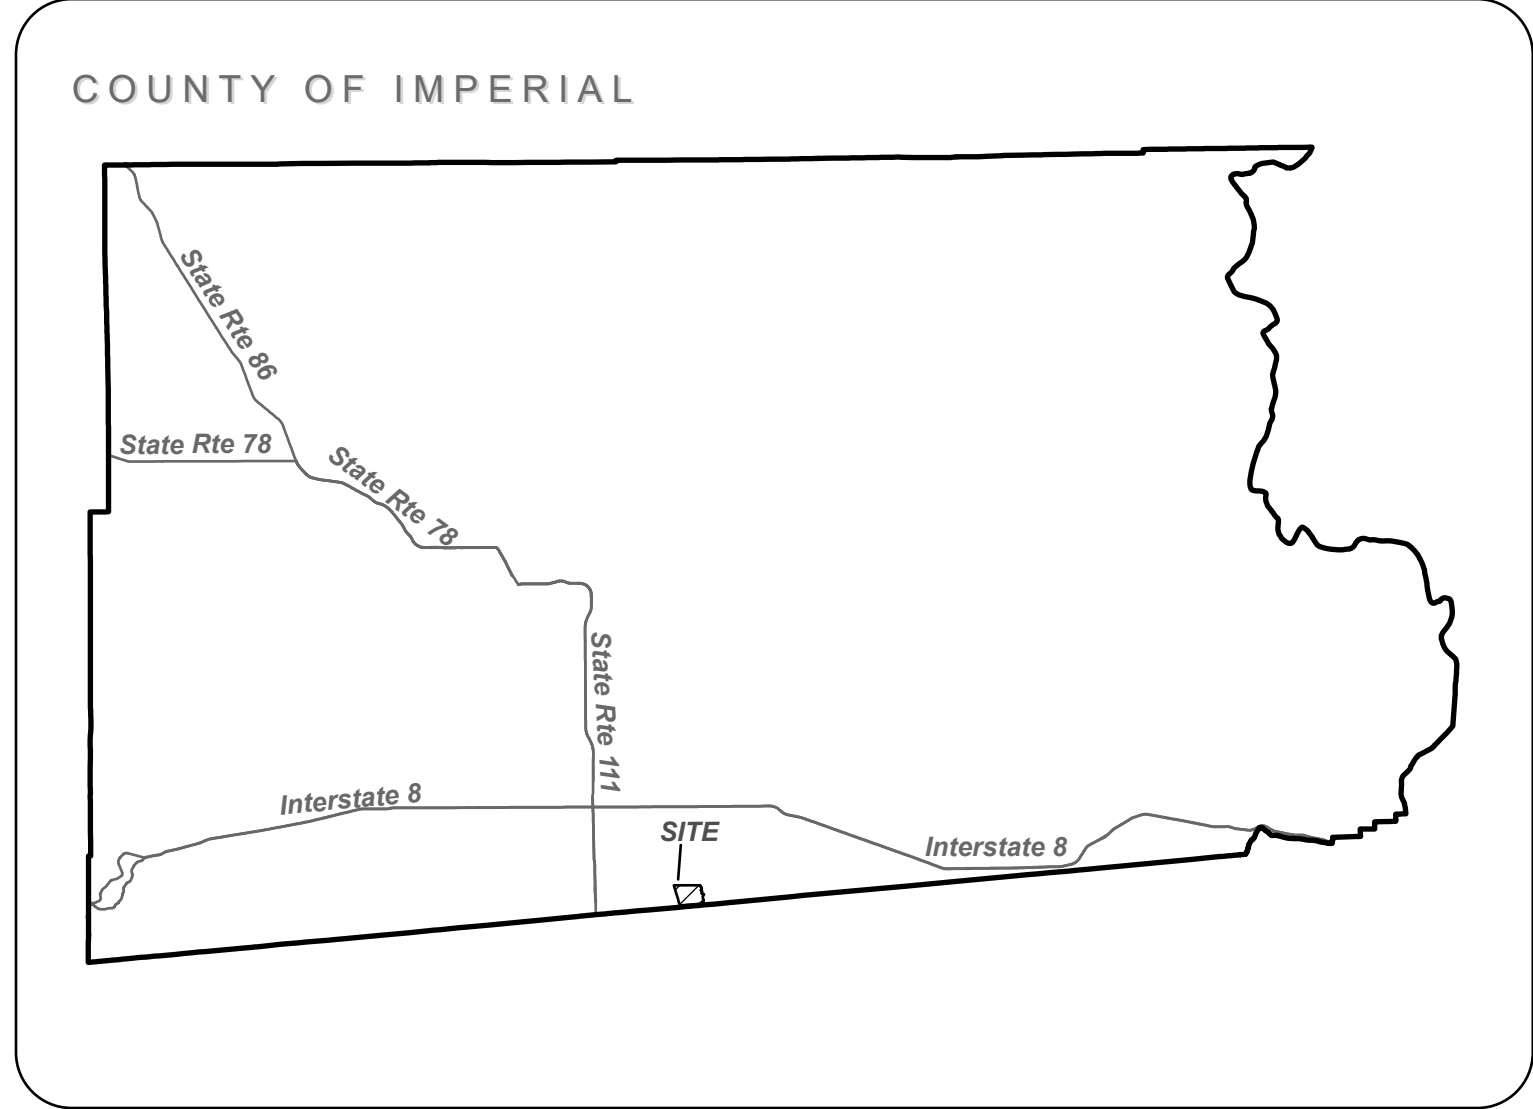 COUNTY OF IMPERIAL
State Rte 86
State Rte 78
State Rte 78
State Rte 111
Interstate 8
SITE
Interstate 8